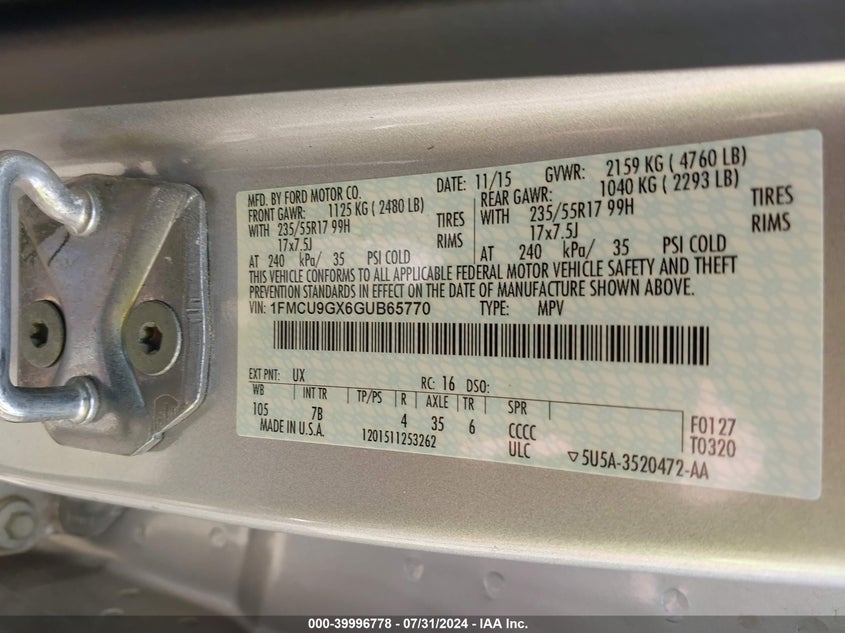 MFD. BY FORD MOTOR CO. DATE: 11/15 GVWR: 2159 KG ( 4760 LB)
FRONT GAWR: 1125 KG ( 2480 LB) REAR GAWR: 1040 KG ( 2293 LB)
WITH 235/55R17 99H TIRES WITH 235/55R17 99H TIRES
17x7.5J RIMS 17x7.5J RIMS
AT 240 kPa/ 35 PSI COLD AT 240 kPa/ 35 PSI COLD
THIS VEHICLE CONFORMS TO ALL APPLICABLE FEDERAL MOTOR VEHICLE SAFETY AND THEFT
PREVENTION STANDARDS IN EFFECT ON THE DATE OF MANUFACTURE SHOWN ABOVE.
VIN: 1FMCU9GX6GUB65770 TYPE: MPV
EXT PNT: UX RC: 16 DSO:
WB INT TR TP/PS R AXLE TR SPR
105 7B 4 35 6 CCCC F0127
MADE IN U.S.A. 1201511253262 ULC ▽5U5A-3520472-AA T0320
000-39996778 - 07/31/2024 - IAA Inc.